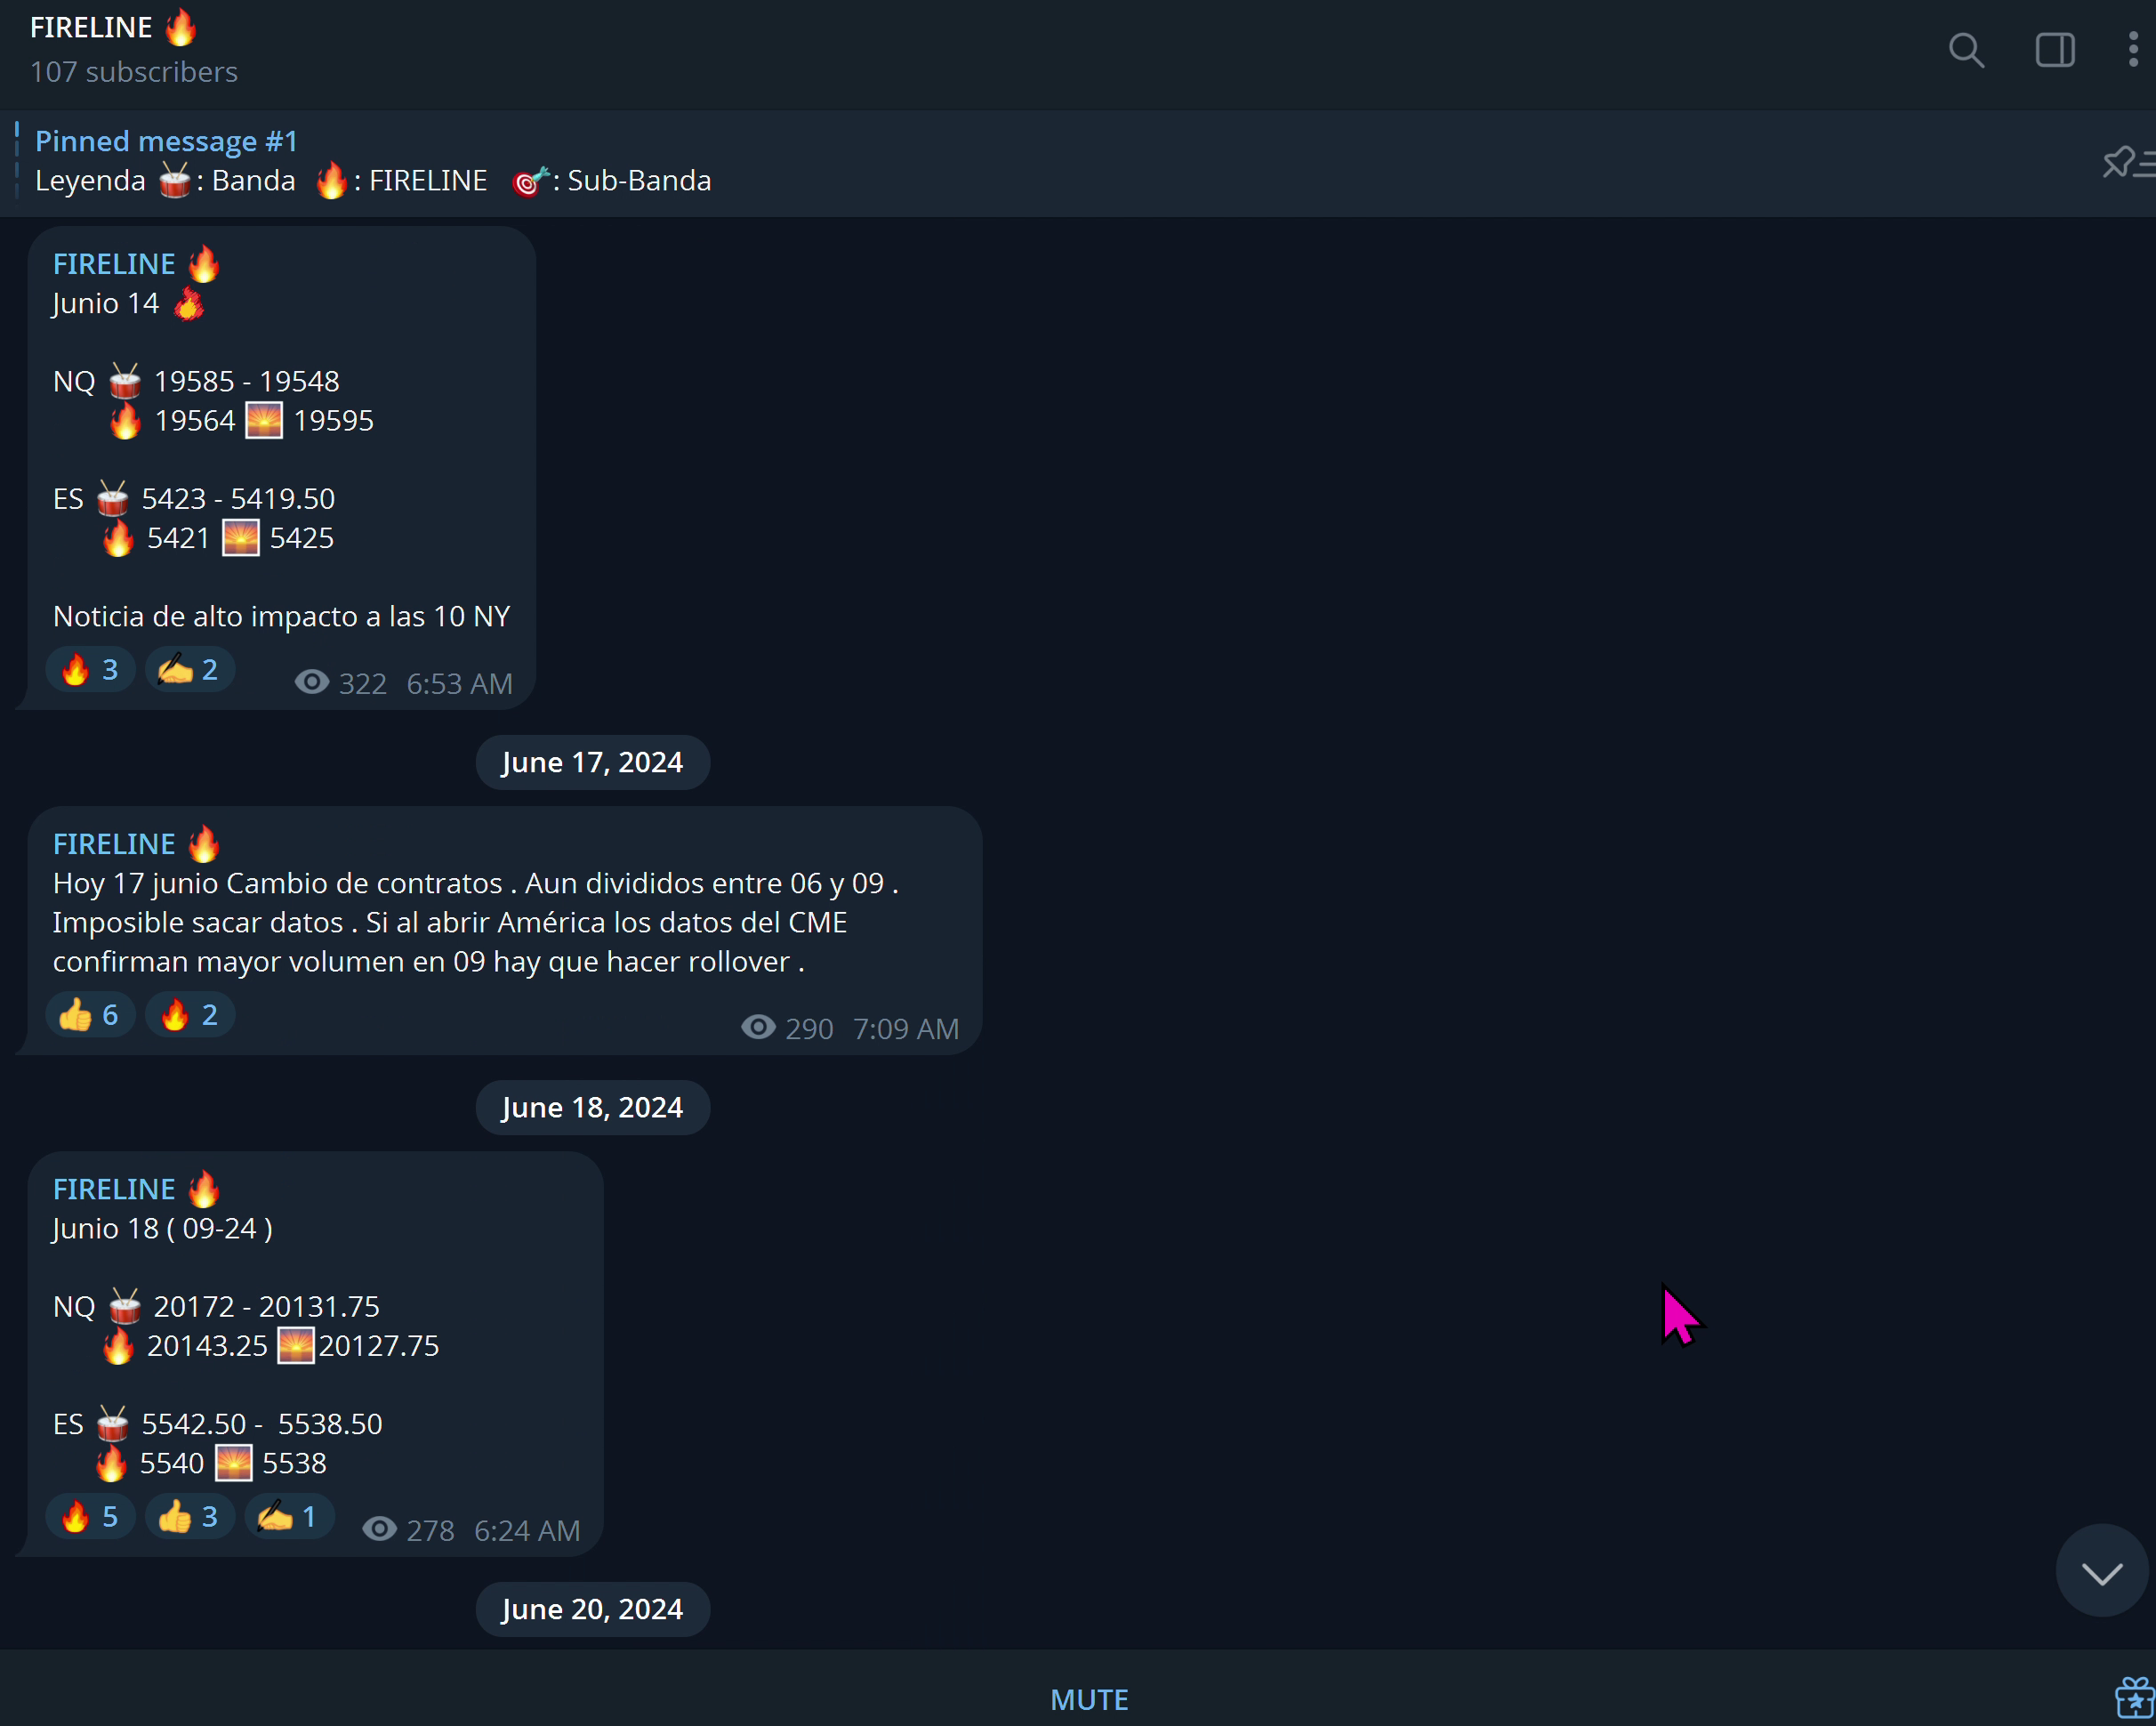 FIRELINE 🔥
107 subscribers
Pinned message #1
Leyenda 🥁: Banda 🔥: FIRELINE 🎯: Sub-Banda
FIRELINE 🔥
Junio 14
NQ 🥁 19585 - 19548
🔥 19564 🌅 19595
ES 🥁 5423 - 5419.50
🔥 5421 🌅 5425
Noticia de alto impacto a las 10 NY
🔥 3 ✍ 2 322 6:53 AM
June 17, 2024
FIRELINE 🔥
Hoy 17 junio Cambio de contratos . Aun divididos entre 06 y 09 .
Imposible sacar datos . Si al abrir América los datos del CME
confirman mayor volumen en 09 hay que hacer rollover .
👍 6 🔥 2 290 7:09 AM
June 18, 2024
FIRELINE 🔥
Junio 18 ( 09-24 )
NQ 🥁 20172 - 20131.75
🔥 20143.25 🌅20127.75
ES 🥁 5542.50 -  5538.50
🔥 5540 🌅 5538
🔥 5 👍 3 ✍ 1 278 6:24 AM
June 20, 2024
MUTE